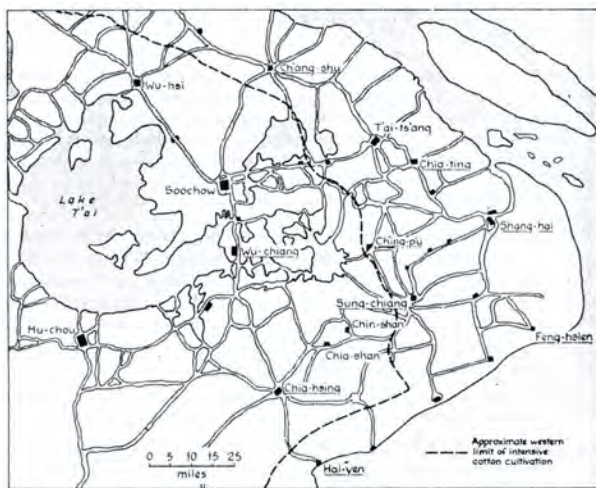 Wu-hsi
Ch'ang-shu
T'ai-ts'ang
Chia-ting
Lake
T'ai
Soochow
Shang-hai
Wu-chiang
Ch'ing-p'u
Sung-chiang
Hu-chou
Chin-shan
Feng-hsien
Chia-shan
Chia-hsing
0 5 10 15 20 25
miles
Approximate western
limit of intensive
cotton cultivation
Hai-yen